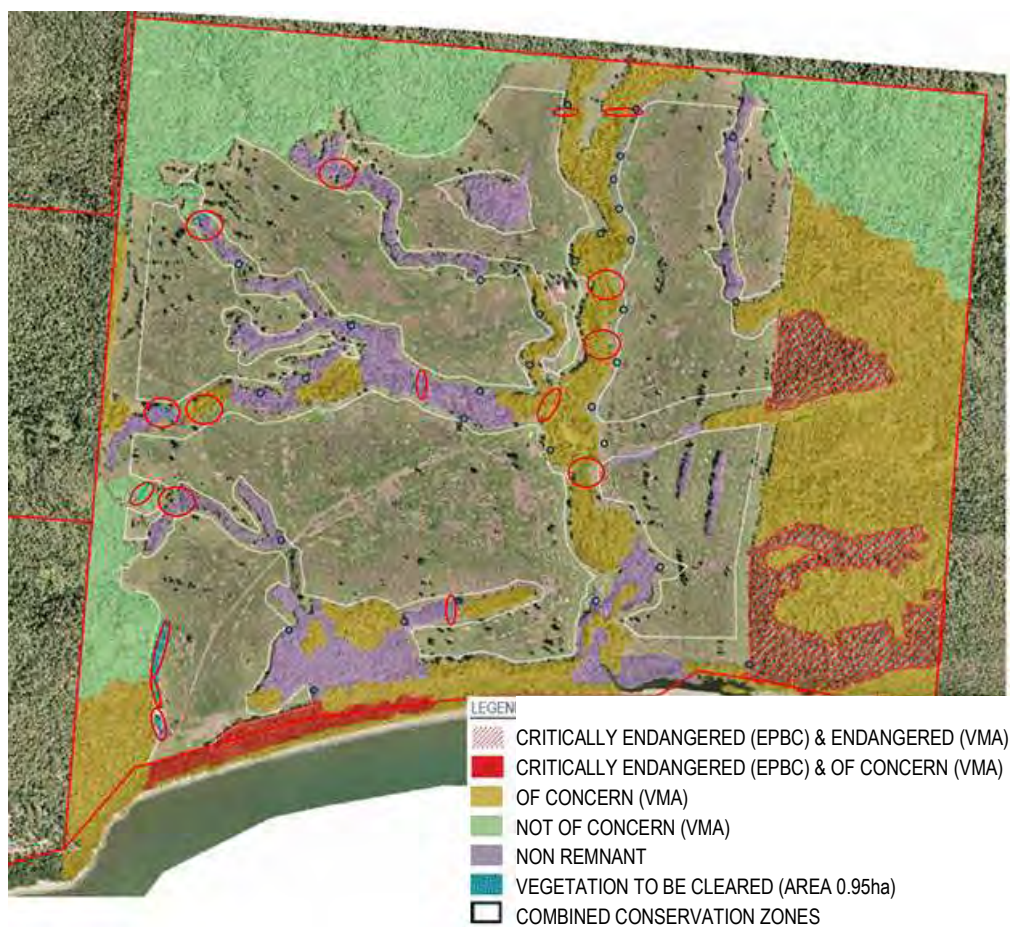 LEGEN
CRITICALLY ENDANGERED (EPBC) & ENDANGERED (VMA)
CRITICALLY ENDANGERED (EPBC) & OF CONCERN (VMA)
OF CONCERN (VMA)
NOT OF CONCERN (VMA)
NON REMNANT
VEGETATION TO BE CLEARED (AREA 0.95ha)
COMBINED CONSERVATION ZONES